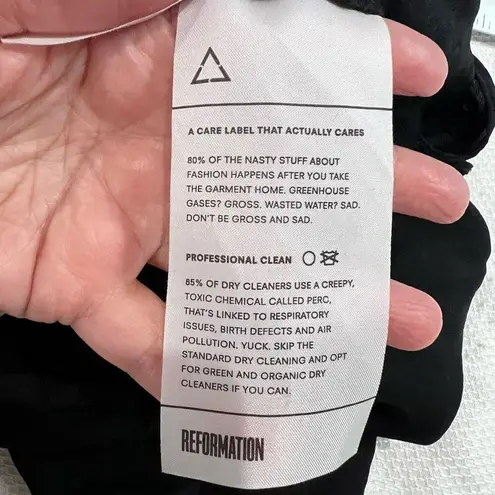 A CARE LABEL THAT ACTUALLY CARES
80% OF THE NASTY STUFF ABOUT
FASHION HAPPENS AFTER YOU TAKE
THE GARMENT HOME. GREENHOUSE
GASES? GROSS. WASTED WATER? SAD.
DON'T BE GROSS AND SAD.
PROFESSIONAL CLEAN
85% OF DRY CLEANERS USE A CREEPY,
TOXIC CHEMICAL CALLED PERC,
THAT'S LINKED TO RESPIRATORY
ISSUES, BIRTH DEFECTS AND AIR
POLLUTION. YUCK. SKIP THE
STANDARD DRY CLEANING AND OPT
FOR GREEN AND ORGANIC DRY
CLEANERS IF YOU CAN.
REFORMATION